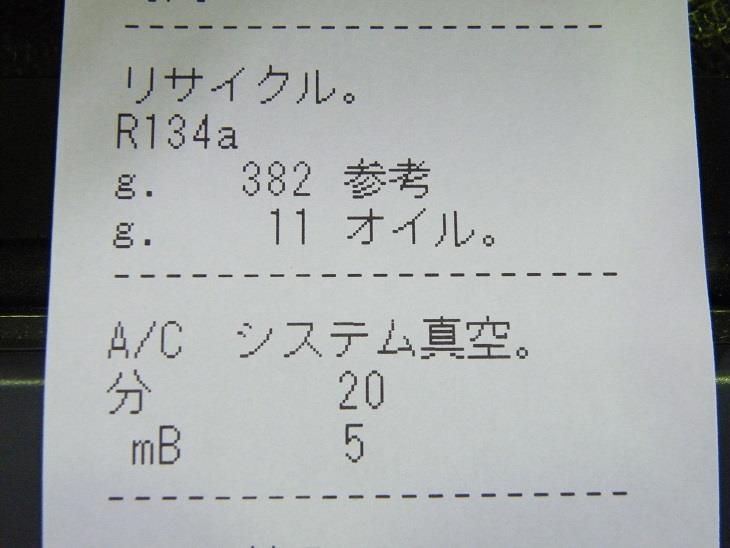 リサイクル。
R134a
g. 382 参考
g. 11 オイル。
A/C システム真空。
分 20
mB 5